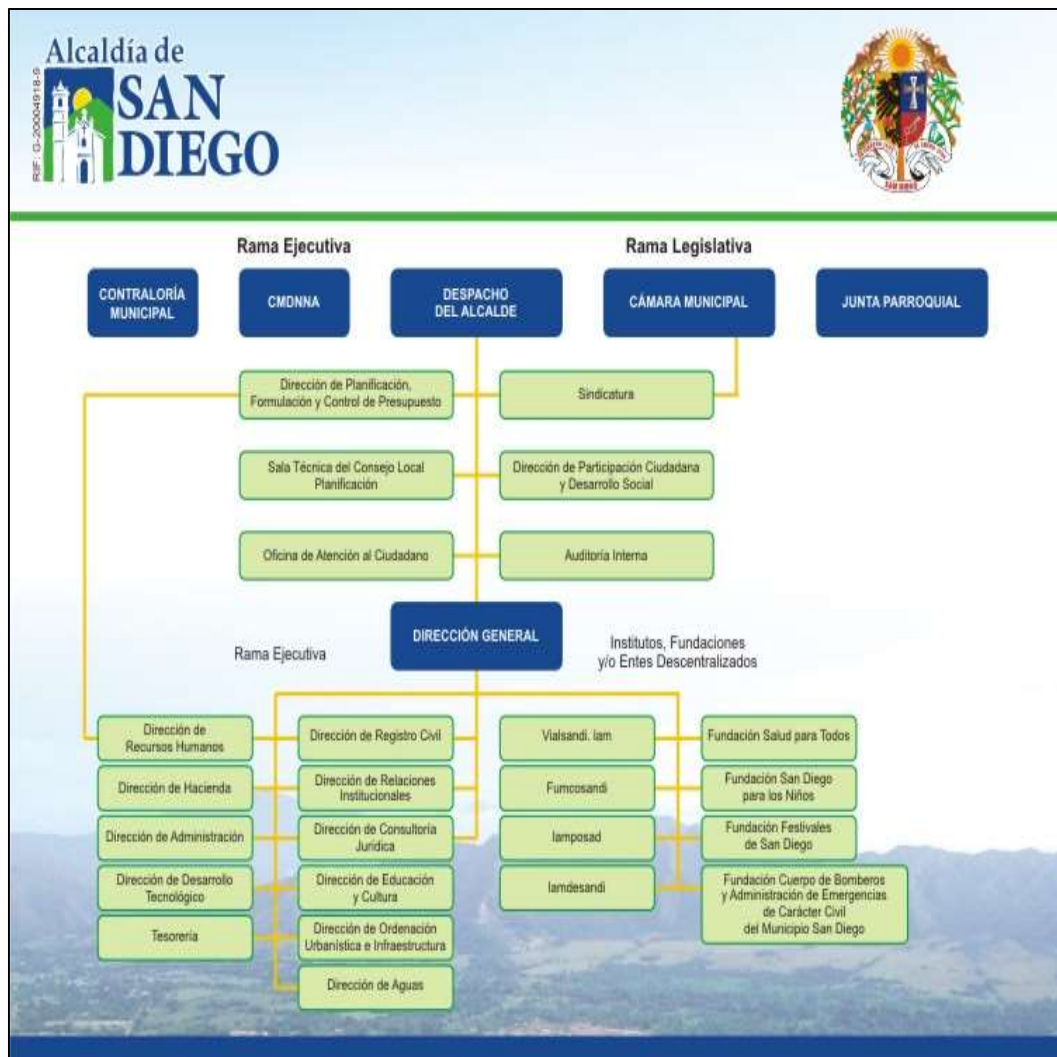 Alcaldía de
SAN
DIEGO
RIF: G-20004918-9
SAN DIEGO
Rama Ejecutiva
Rama Legislativa
CONTRALORÍA
MUNICIPAL
CMDNNA
DESPACHO
DEL ALCALDE
CÁMARA MUNICIPAL
JUNTA PARROQUIAL
Dirección de Planificación,
Formulación y Control de Presupuesto
Sindicatura
Sala Técnica del Consejo Local
Planificación
Dirección de Participación Ciudadana
y Desarrollo Social
Oficina de Atención al Ciudadano
Auditoría Interna
DIRECCIÓN GENERAL
Rama Ejecutiva
Institutos, Fundaciones
y/o Entes Descentralizados
Dirección de
Recursos Humanos
Dirección de Registro Civil
Vialsandi. Iam
Fundación Salud para Todos
Dirección de Hacienda
Dirección de Relaciones
Institucionales
Fumcosandi
Fundación San Diego
para los Niños
Dirección de Administración
Dirección de Consultoría
Jurídica
Iamposad
Fundación Festivales
de San Diego
Dirección de Desarrollo
Tecnológico
Dirección de Educación
y Cultura
Iamdesandi
Fundación Cuerpo de Bomberos
y Administración de Emergencias
de Carácter Civil
del Municipio San Diego
Tesorería
Dirección de Ordenación
Urbanística e Infraestructura
Dirección de Aguas